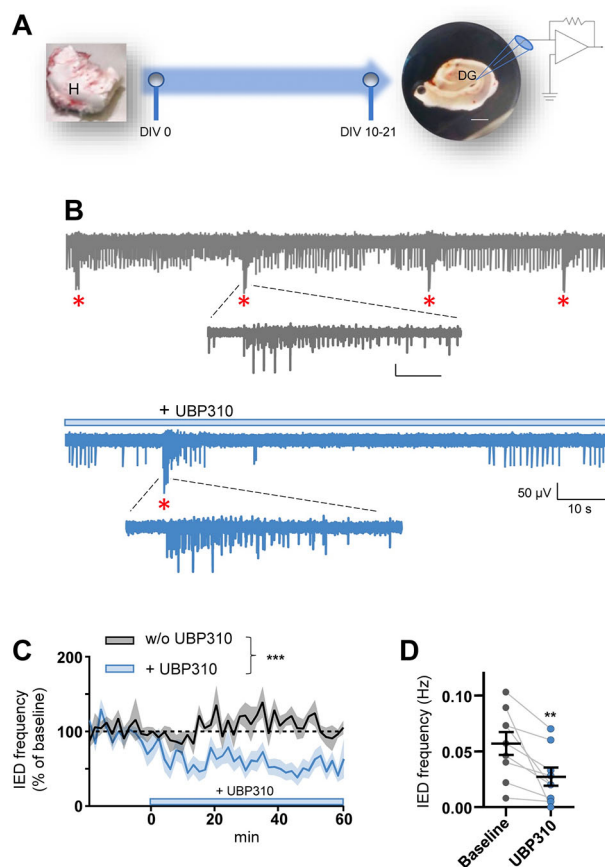 A
H
DG
DIV 0
DIV 10-21
B
*
*
*
*
+ UBP310
*
50 µV
10 s
C
w/o UBP310
+ UBP310
***
IED frequency
(% of baseline)
200
100
0
+ UBP310
0
20
40
60
min
D
IED frequency (Hz)
0.10
0.05
0.00
**
Baseline
UBP310